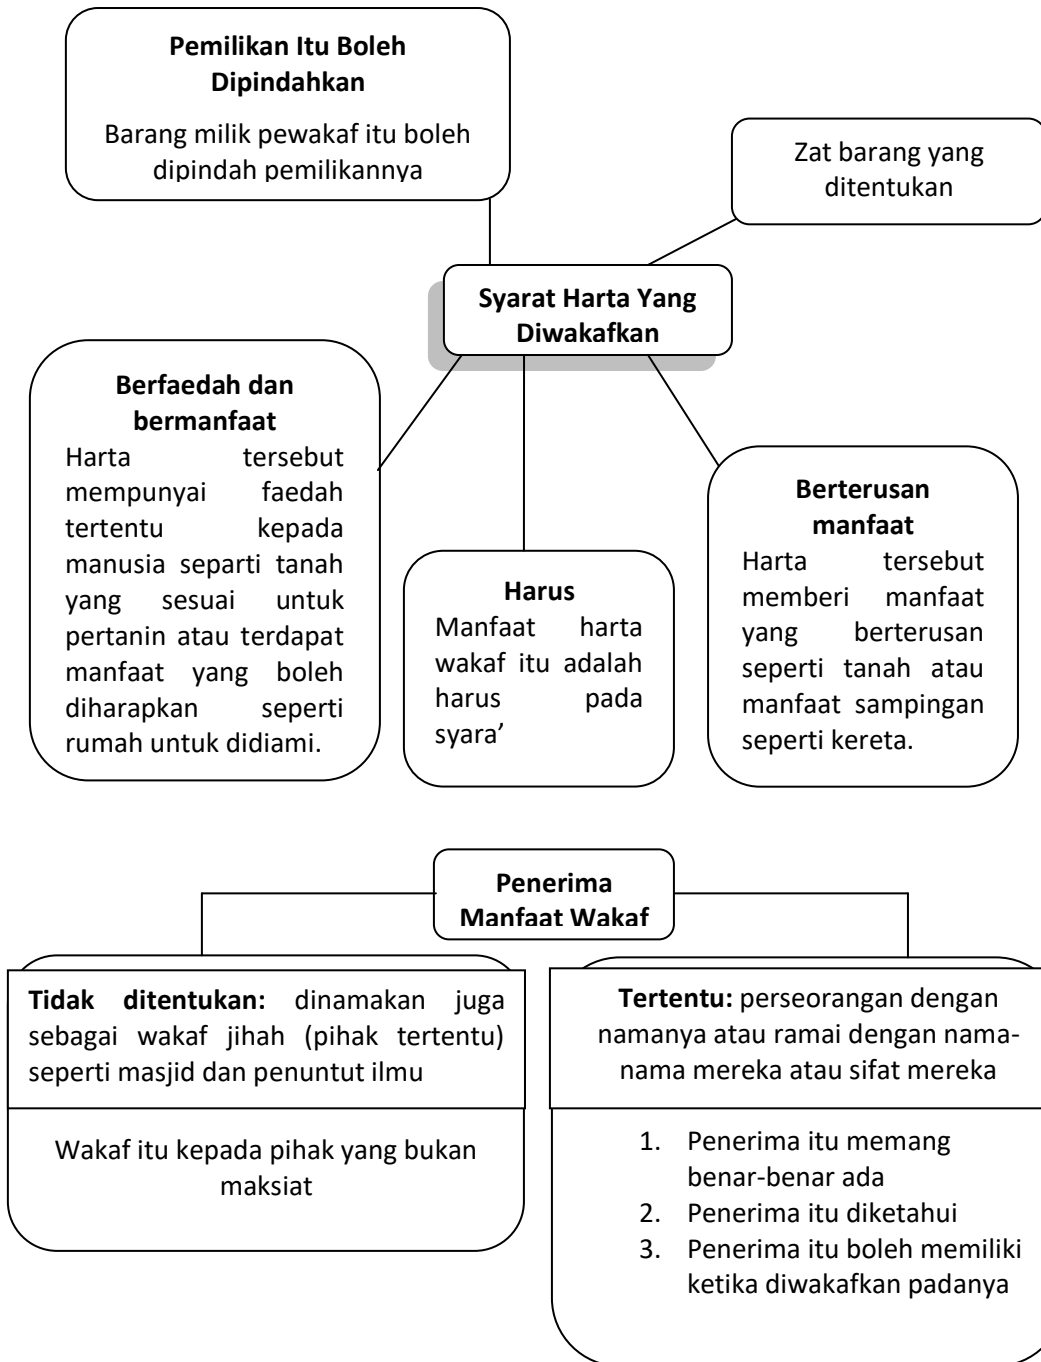 Pemilikan Itu Boleh
Dipindahkan
Barang milik pewakaf itu boleh
dipindah pemilikannya
Zat barang yang
ditentukan
Syarat Harta Yang
Diwakafkan
Berfaedah dan
bermanfaat
Harta tersebut
mempunyai faedah
tertentu kepada
manusia separti tanah
yang sesuai untuk
pertanin atau terdapat
manfaat yang boleh
diharapkan seperti
rumah untuk didiami.
Harus
Manfaat harta
wakaf itu adalah
harus pada
syara’
Berterusan
manfaat
Harta tersebut
memberi manfaat
yang berterusan
seperti tanah atau
manfaat sampingan
seperti kereta.
Penerima
Manfaat Wakaf
Tidak ditentukan: dinamakan juga
sebagai wakaf jihah (pihak tertentu)
seperti masjid dan penuntut ilmu
Wakaf itu kepada pihak yang bukan
maksiat
Tertentu: perseorangan dengan
namanya atau ramai dengan nama-
nama mereka atau sifat mereka
1. Penerima itu memang
benar-benar ada
2. Penerima itu diketahui
3. Penerima itu boleh memiliki
ketika diwakafkan padanya